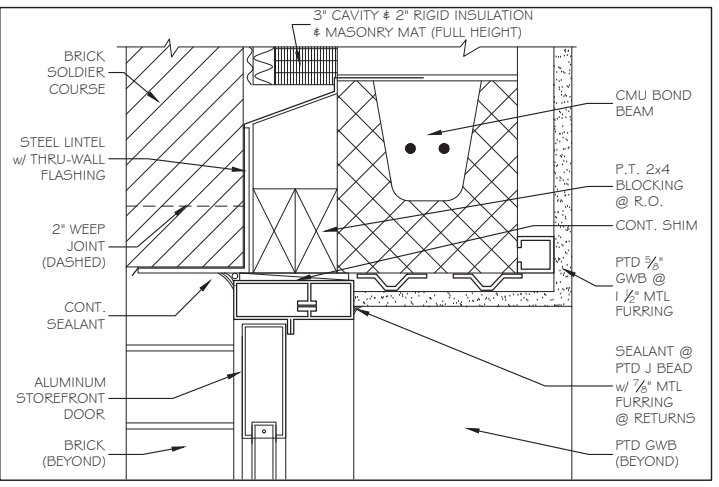 3" CAVITY & 2" RIGID INSULATION
& MASONRY MAT (FULL HEIGHT)
BRICK
SOLDIER
COURSE
STEEL LINTEL
w/ THRU-WALL
FLASHING
2" WEEP
JOINT
(DASHED)
CONT.
SEALANT
ALUMINUM
STOREFRONT
DOOR
BRICK
(BEYOND)
CMU BOND
BEAM
P.T. 2x4
BLOCKING
@ R.O.
CONT. SHIM
PTD 5/8"
GWB @
1 1/2" MTL
FURRING
SEALANT @
PTD J BEAD
w/ 7/8" MTL
FURRING
@ RETURNS
PTD GWB
(BEYOND)